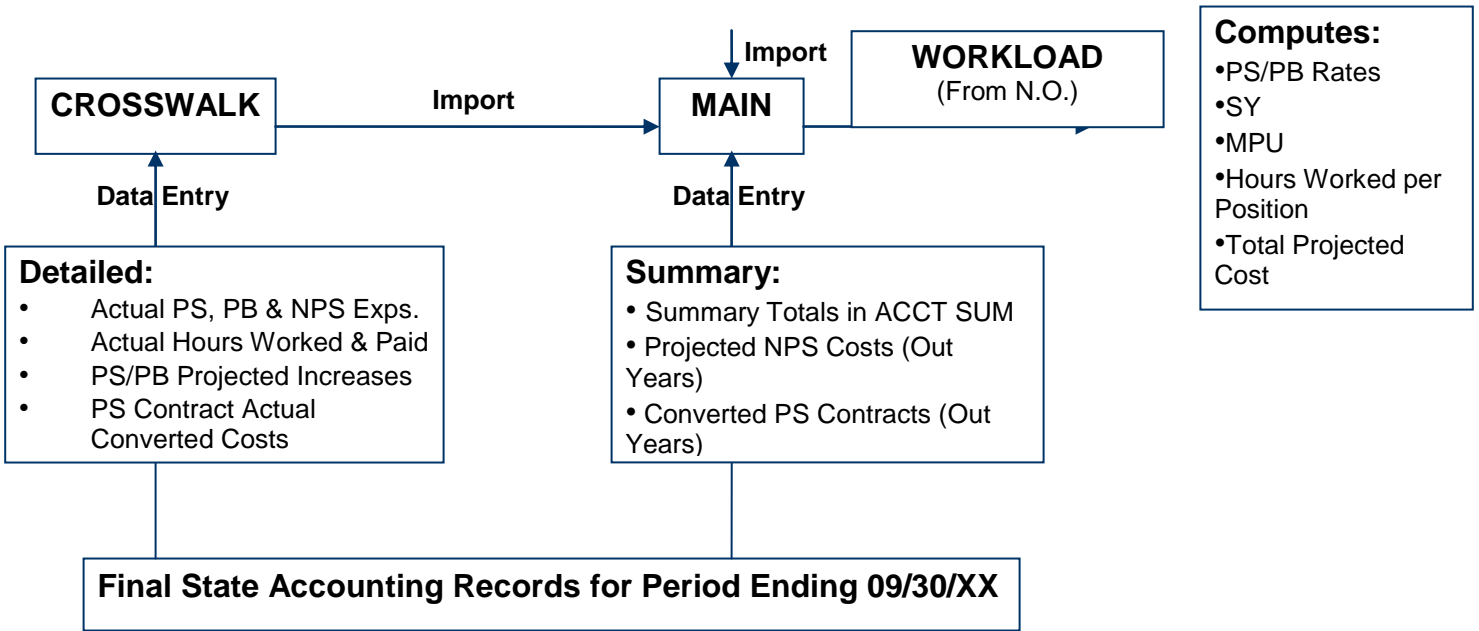 CROSSWALK
Import
MAIN
Import
WORKLOAD
(From N.O.)
Computes:
•PS/PB Rates
•SY
•MPU
•Hours Worked per
Position
•Total Projected
Cost
Data Entry
Data Entry
Detailed:
• Actual PS, PB & NPS Exps.
• Actual Hours Worked & Paid
• PS/PB Projected Increases
• PS Contract Actual
Converted Costs
Summary:
• Summary Totals in ACCT SUM
• Projected NPS Costs (Out
Years)
• Converted PS Contracts (Out
Years)
Final State Accounting Records for Period Ending 09/30/XX